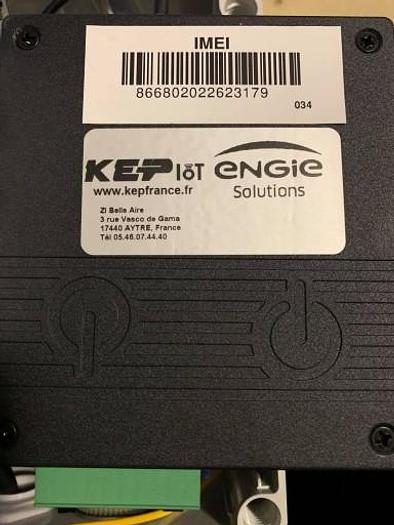 IMEI
866802022623179
034
KEP IoT ENGIE
www.kepfrance.fr Solutions
ZI Belle Aire
3 rue Vasco de Gama
17440 AYTRE, France
Tél 05.46.07.44.40